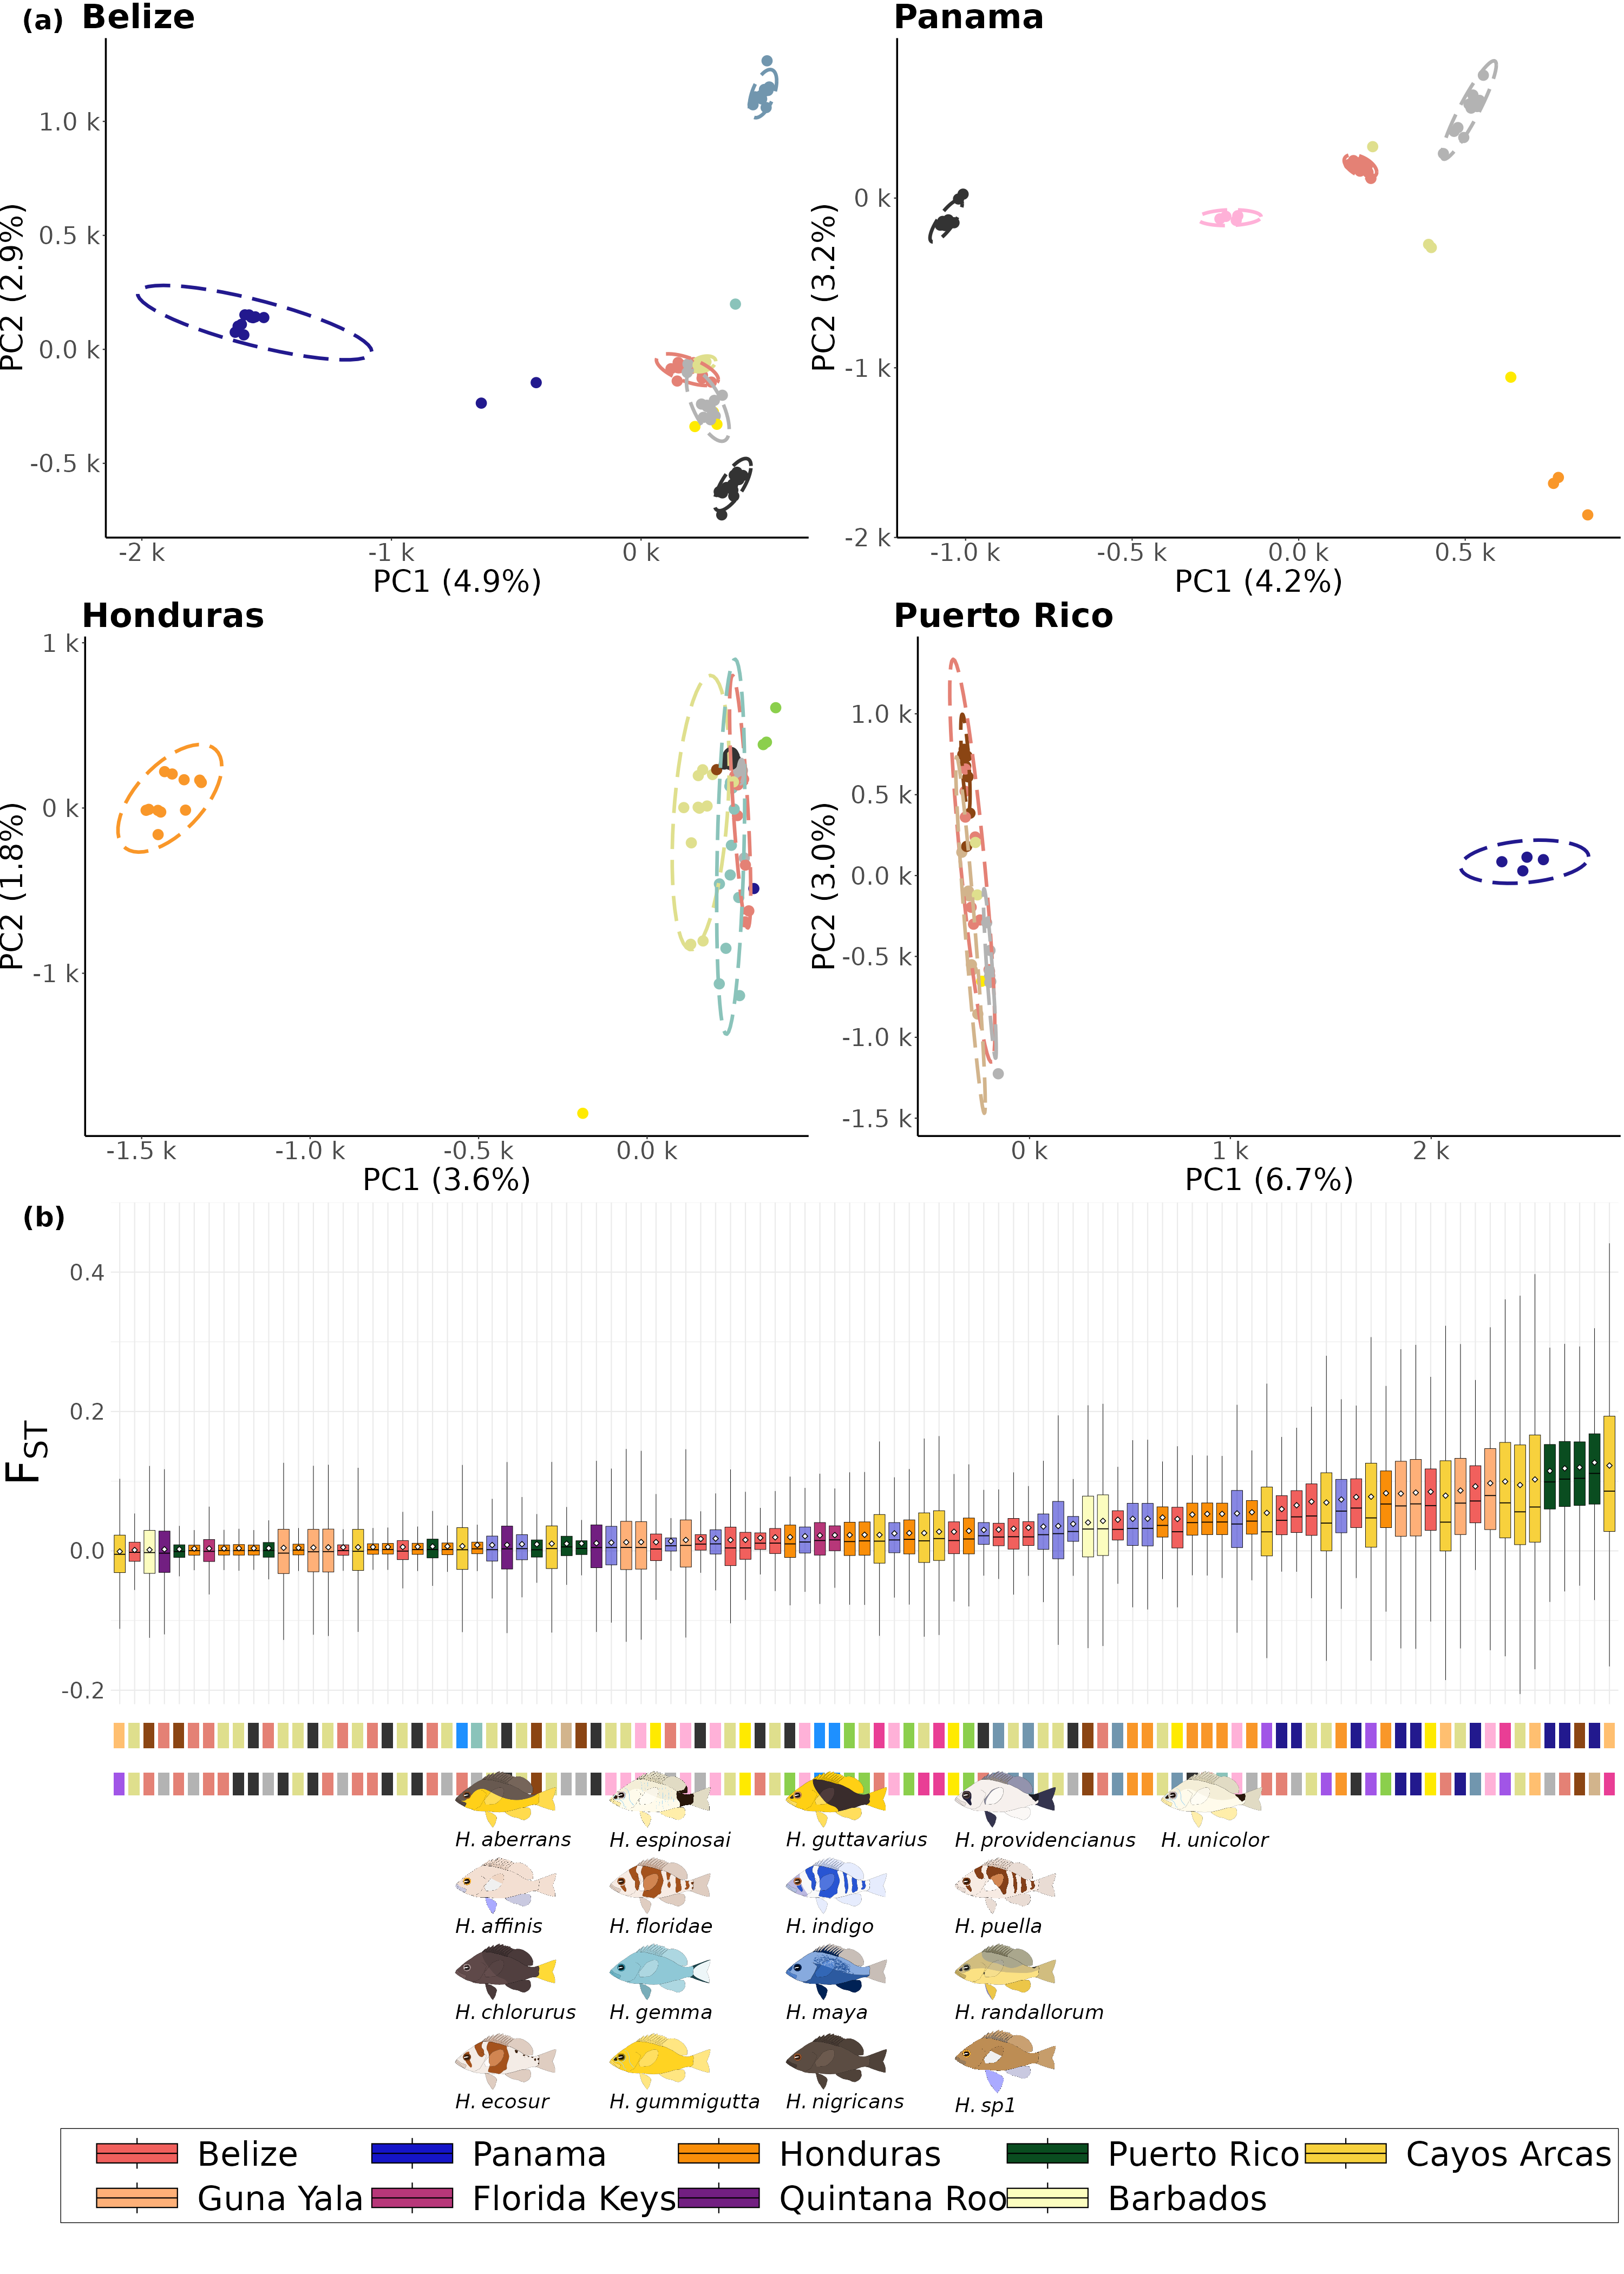 (a) Belize
Panama
1.0 k
0.5 k
0.0 k
-0.5 k
PC2 (2.9%)
-2 k -1 k 0 k
PC1 (4.9%)
0 k
-1 k
-2 k
PC2 (3.2%)
-1.0 k -0.5 k 0.0 k 0.5 k
PC1 (4.2%)
Honduras
Puerto Rico
1 k
0 k
-1 k
PC2 (1.8%)
-1.5 k -1.0 k -0.5 k 0.0 k
PC1 (3.6%)
1.0 k
0.5 k
0.0 k
-0.5 k
-1.0 k
-1.5 k
PC2 (3.0%)
0 k 1 k 2 k
PC1 (6.7%)
(b)
0.4
0.2
0.0
-0.2
FST
H. aberrans H. espinosai H. guttavarius H. providencianus H. unicolor
H. affinis H. floridae H. indigo H. puella
H. chlorurus H. gemma H. maya H. randallorum
H. ecosur H. gummigutta H. nigricans H. sp1
Belize Panama Honduras Puerto Rico Cayos Arcas
Guna Yala Florida Keys Quintana Roo Barbados